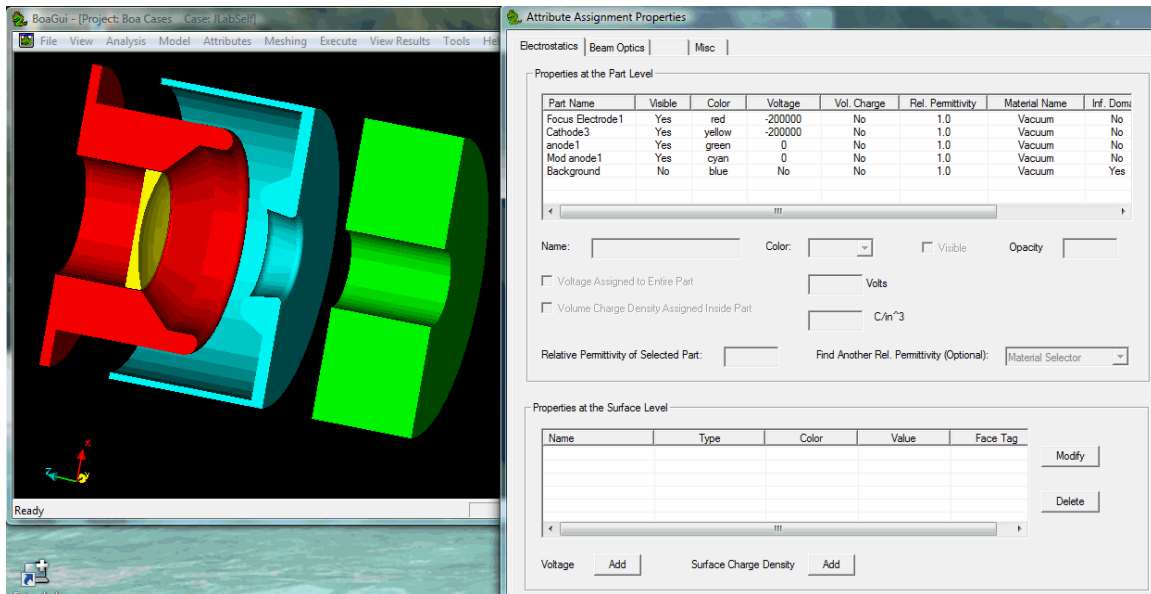 BoaGui - [Project: Boa Cases    Case: JLabSelf]
File View Analysis Model Attributes Meshing Execute View Results Tools Hel
X
Z
Y
Ready
Attribute Assignment Properties
Electrostatics Beam Optics Misc
Properties at the Part Level
Part Name Visible Color Voltage Vol. Charge Rel. Permittivity Material Name Inf. Doma
Focus Electrode1 Yes red -200000 No 1.0 Vacuum No
Cathode3 Yes yellow -200000 No 1.0 Vacuum No
anode1 Yes green 0 No 1.0 Vacuum No
Mod anode1 Yes cyan 0 No 1.0 Vacuum No
Background No blue No No 1.0 Vacuum Yes
Name: Color: Visible Opacity
Voltage Assigned to Entire Part Volts
Volume Charge Density Assigned Inside Part C/in^3
Relative Permittivity of Selected Part: Find Another Rel. Permittivity (Optional): Material Selector
Properties at the Surface Level
Name Type Color Value Face Tag
Modify
Delete
Voltage Add Surface Charge Density Add